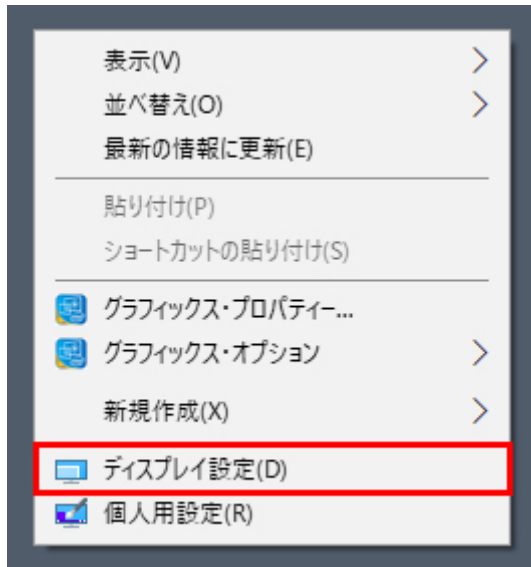 表示(V)
並べ替え(O)
最新の情報に更新(E)
貼り付け(P)
ショートカットの貼り付け(S)
グラフィックス・プロパティー...
グラフィックス・オプション
新規作成(X)
ディスプレイ設定(D)
個人用設定(R)